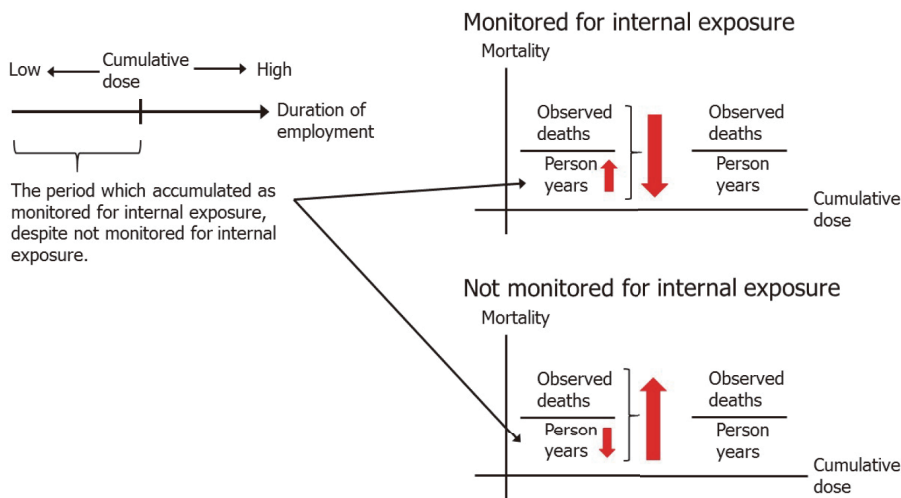 Low
Cumulative
dose
High
Duration of
employment
The period which accumulated as
monitored for internal exposure,
despite not monitored for internal
exposure.
Monitored for internal exposure
Mortality
Observed
deaths
Person
years
Observed
deaths
Person
years
Cumulative
dose
Not monitored for internal exposure
Mortality
Observed
deaths
Person
years
Observed
deaths
Person
years
Cumulative
dose